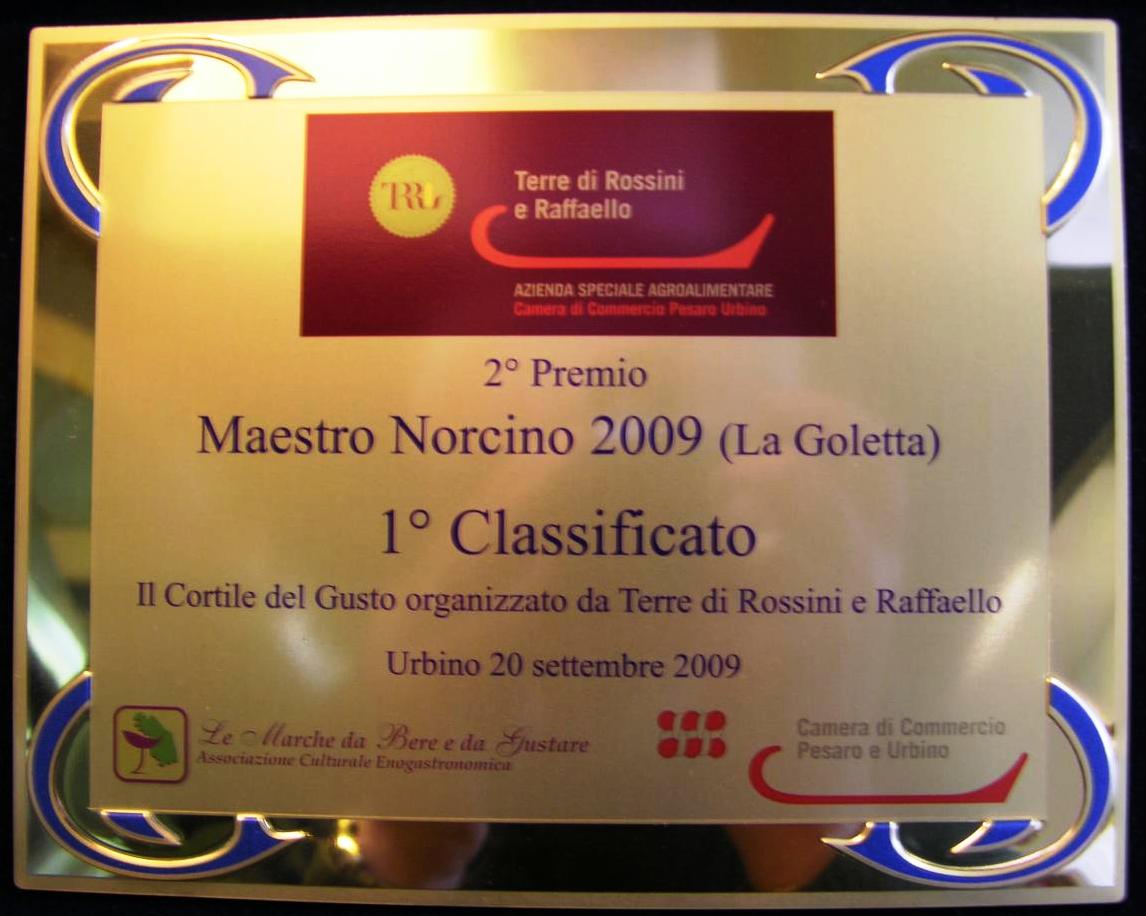 TRR
Terre di Rossini
e Raffaello
AZIENDA SPECIALE AGROALIMENTARE
Camera di Commercio Pesaro Urbino
2° Premio
Maestro Norcino 2009 (La Goletta)
1° Classificato
Il Cortile del Gusto organizzato da Terre di Rossini e Raffaello
Urbino 20 settembre 2009
Le Marche da Bere e da Gustare
Associazione Culturale Enogastronomica
Camera di Commercio
Pesaro e Urbino